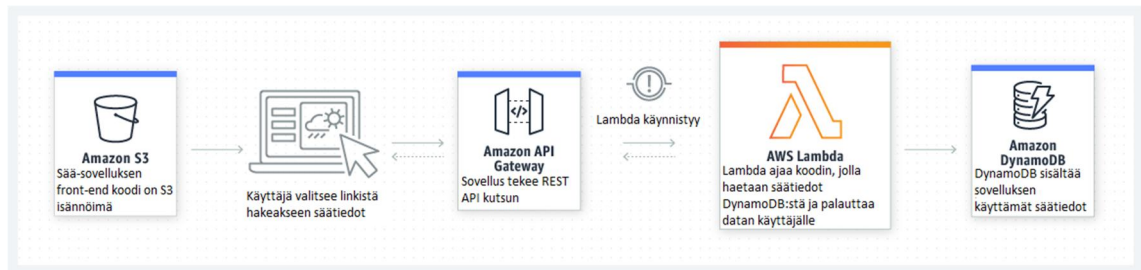 Amazon S3
Sää-sovelluksen
front-end koodi on S3
isännöimä
Käyttäjä valitsee linkistä
hakeakseen säätiedot
</>
Amazon API
Gateway
Sovellus tekee REST
API kutsun
Lambda käynnistyy
AWS Lambda
Lambda ajaa koodin, jolla
haetaan säätiedot
DynamoDB:stä ja palauttaa
datan käyttäjälle
Amazon
DynamoDB
DynamoDB sisältää
sovelluksen
käyttämät säätiedot